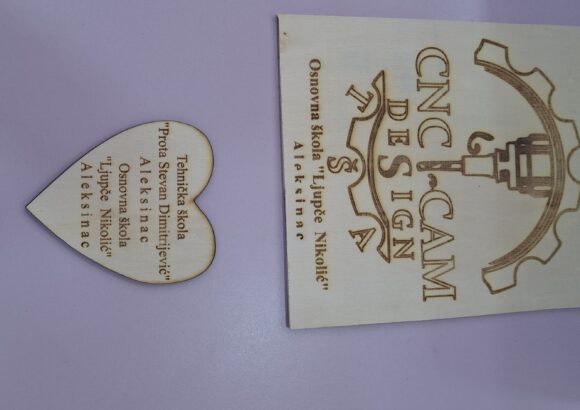 Tehnička škola
"Prota Stevan Dimitrijević"
Aleksinac
Osnovna škola
"Ljupče Nikolić"
Aleksinac
CNC CAM
DESIGN
T Š A
Osnovna škola "Ljupče Nikolić"
Aleksinac